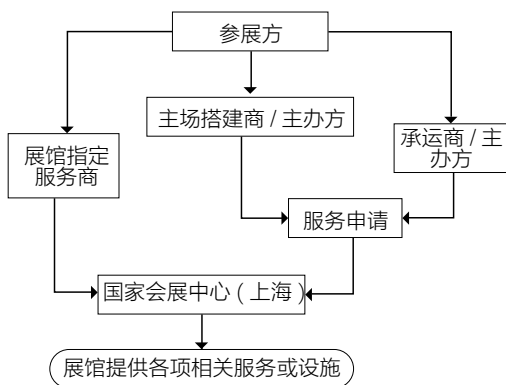 参展方
主场搭建商 / 主办方
展馆指定
服务商
承运商 / 主
办方
服务申请
国家会展中心 ( 上海 )
展馆提供各项相关服务或设施